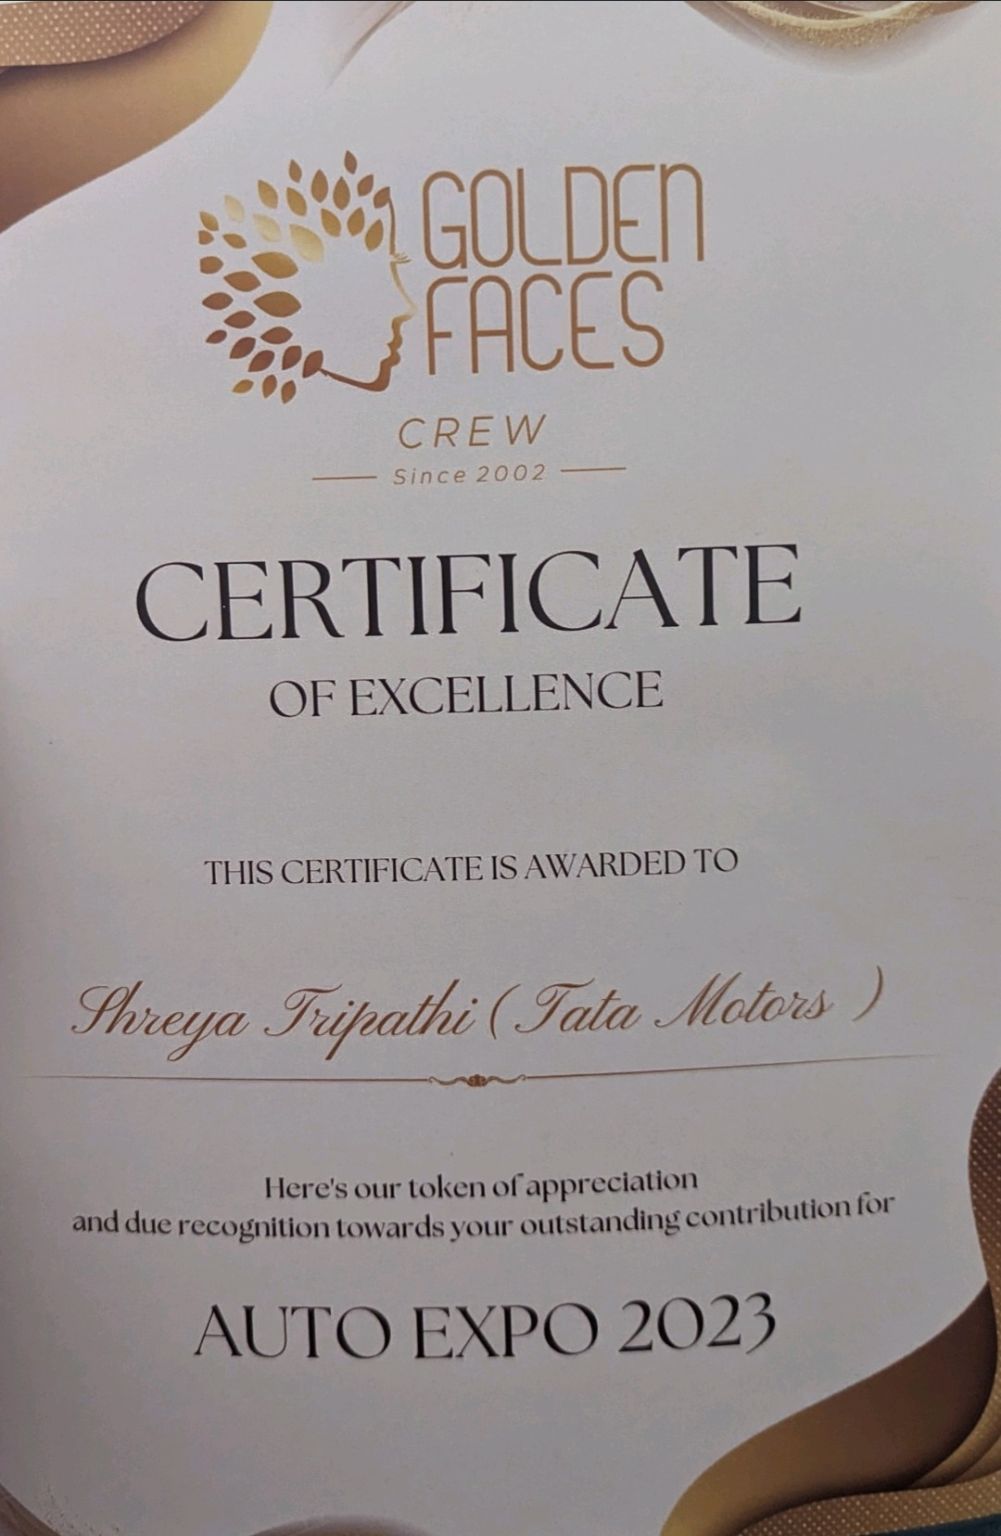 GOLDEN
FACES
CREW
Since 2002
CERTIFICATE
OF EXCELLENCE
THIS CERTIFICATE IS AWARDED TO
Shreya Tripathi ( Tata Motors )
Here's our token of appreciation
and due recognition towards your outstanding contribution for
AUTO EXPO 2023